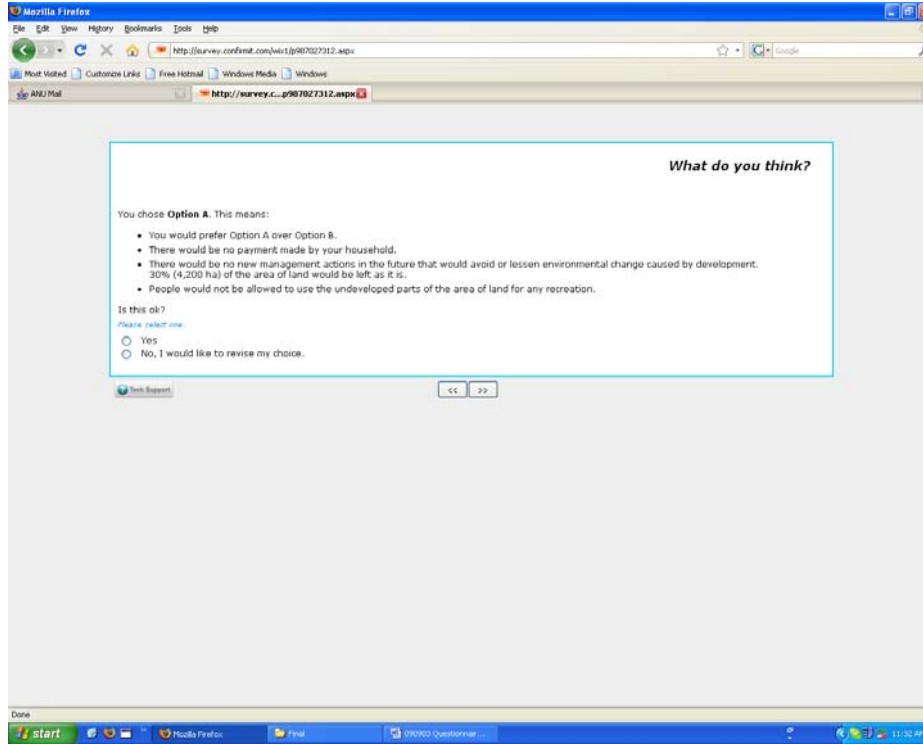 Mozilla Firefox
File Edit View History Bookmarks Tools Help
http://survey.confirmit.com/wix1/p987027312.aspx
Google
Most Visited Customize Links Free Hotmail Windows Media Windows
ANU Mail
http://survey.c...p987027312.aspx
What do you think?
You chose Option A. This means:
• You would prefer Option A over Option B.
• There would be no payment made by your household.
• There would be no new management actions in the future that would avoid or lessen environmental change caused by development.
30% (4,200 ha) of the area of land would be left as it is.
• People would not be allowed to use the undeveloped parts of the area of land for any recreation.
Is this ok?
Please select one.
Yes
No, I would like to revise my choice.
Tech Support
<< >>
Done
start
Mozilla Firefox
Final
090903 Questionnair...
11:32 AM